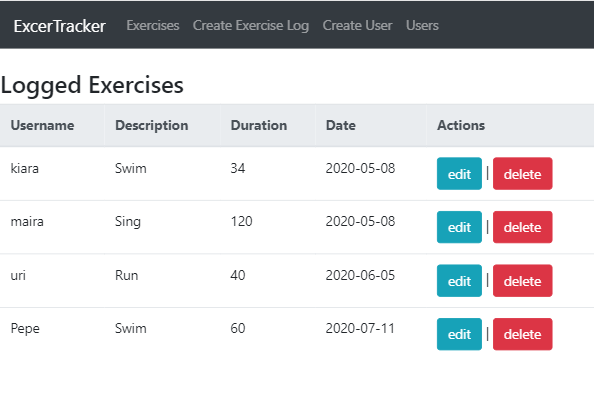 ExcerTracker Exercises Create Exercise Log Create User Users
Logged Exercises
Username Description Duration Date Actions
kiara Swim 34 2020-05-08 edit | delete
maira Sing 120 2020-05-08 edit | delete
uri Run 40 2020-06-05 edit | delete
Pepe Swim 60 2020-07-11 edit | delete